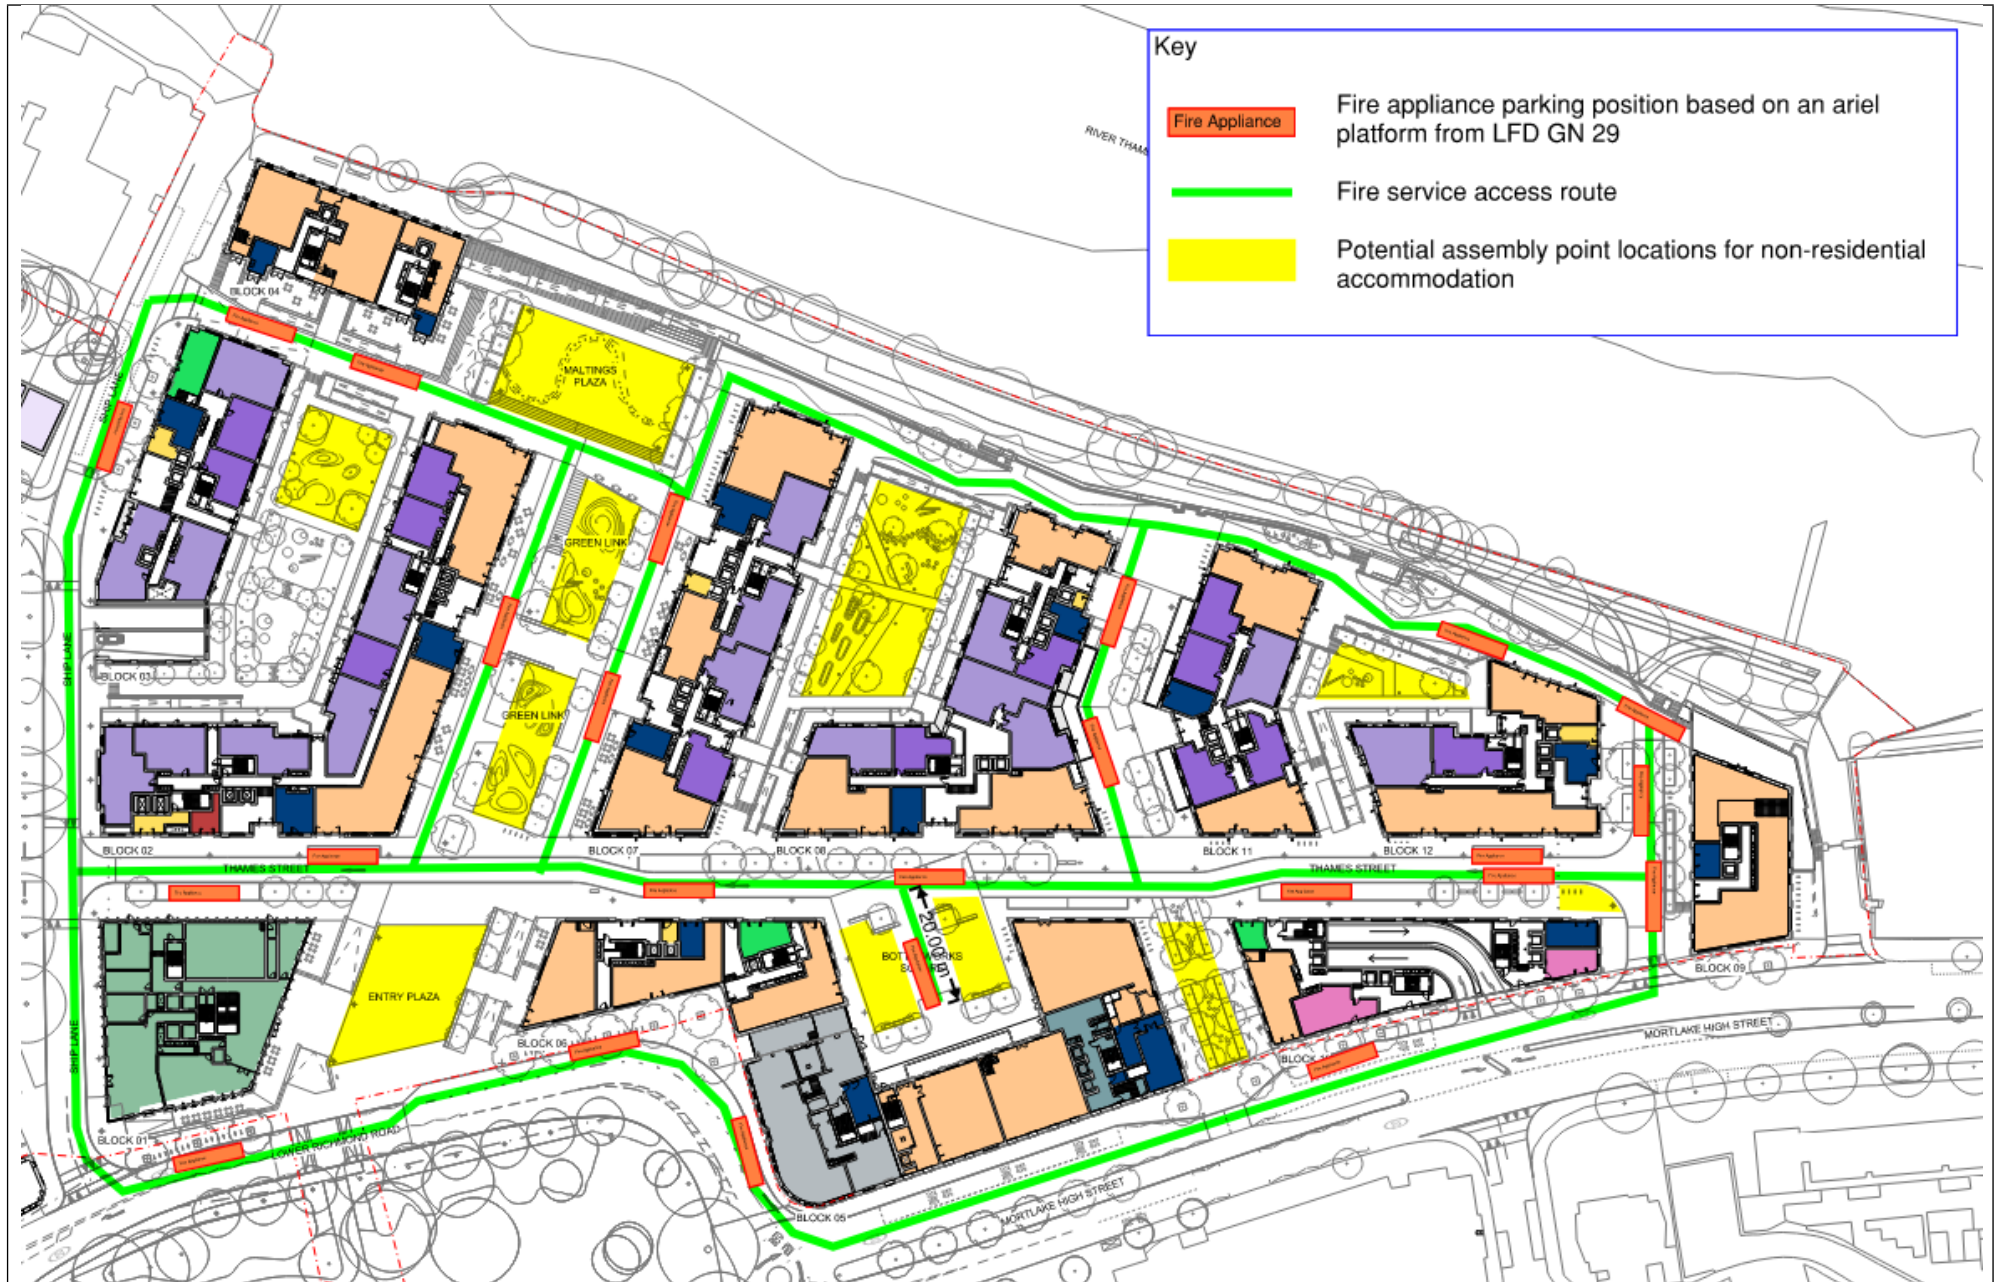 Key
Fire Appliance
Fire appliance parking position based on an ariel
platform from LFD GN 29
Fire service access route
Potential assembly point locations for non-residential
accommodation
RIVER THAM
BLOCK 04
MALTINGS
PLAZA
SHIP LANE
GREEN LINK
SHIP LANE
BLOCK 03
GREEN LINK
BLOCK 02
BLOCK 07
BLOCK 08
BLOCK 11
BLOCK 12
THAMES STREET
THAMES STREET
20.000 m
ENTRY PLAZA
BLOCK 09
BLOCK 06
SHIP LANE
MORTLAKE HIGH STREET
BLOCK 01
LOWER RICHMOND ROAD
BLOCK 05
MORTLAKE HIGH STREET